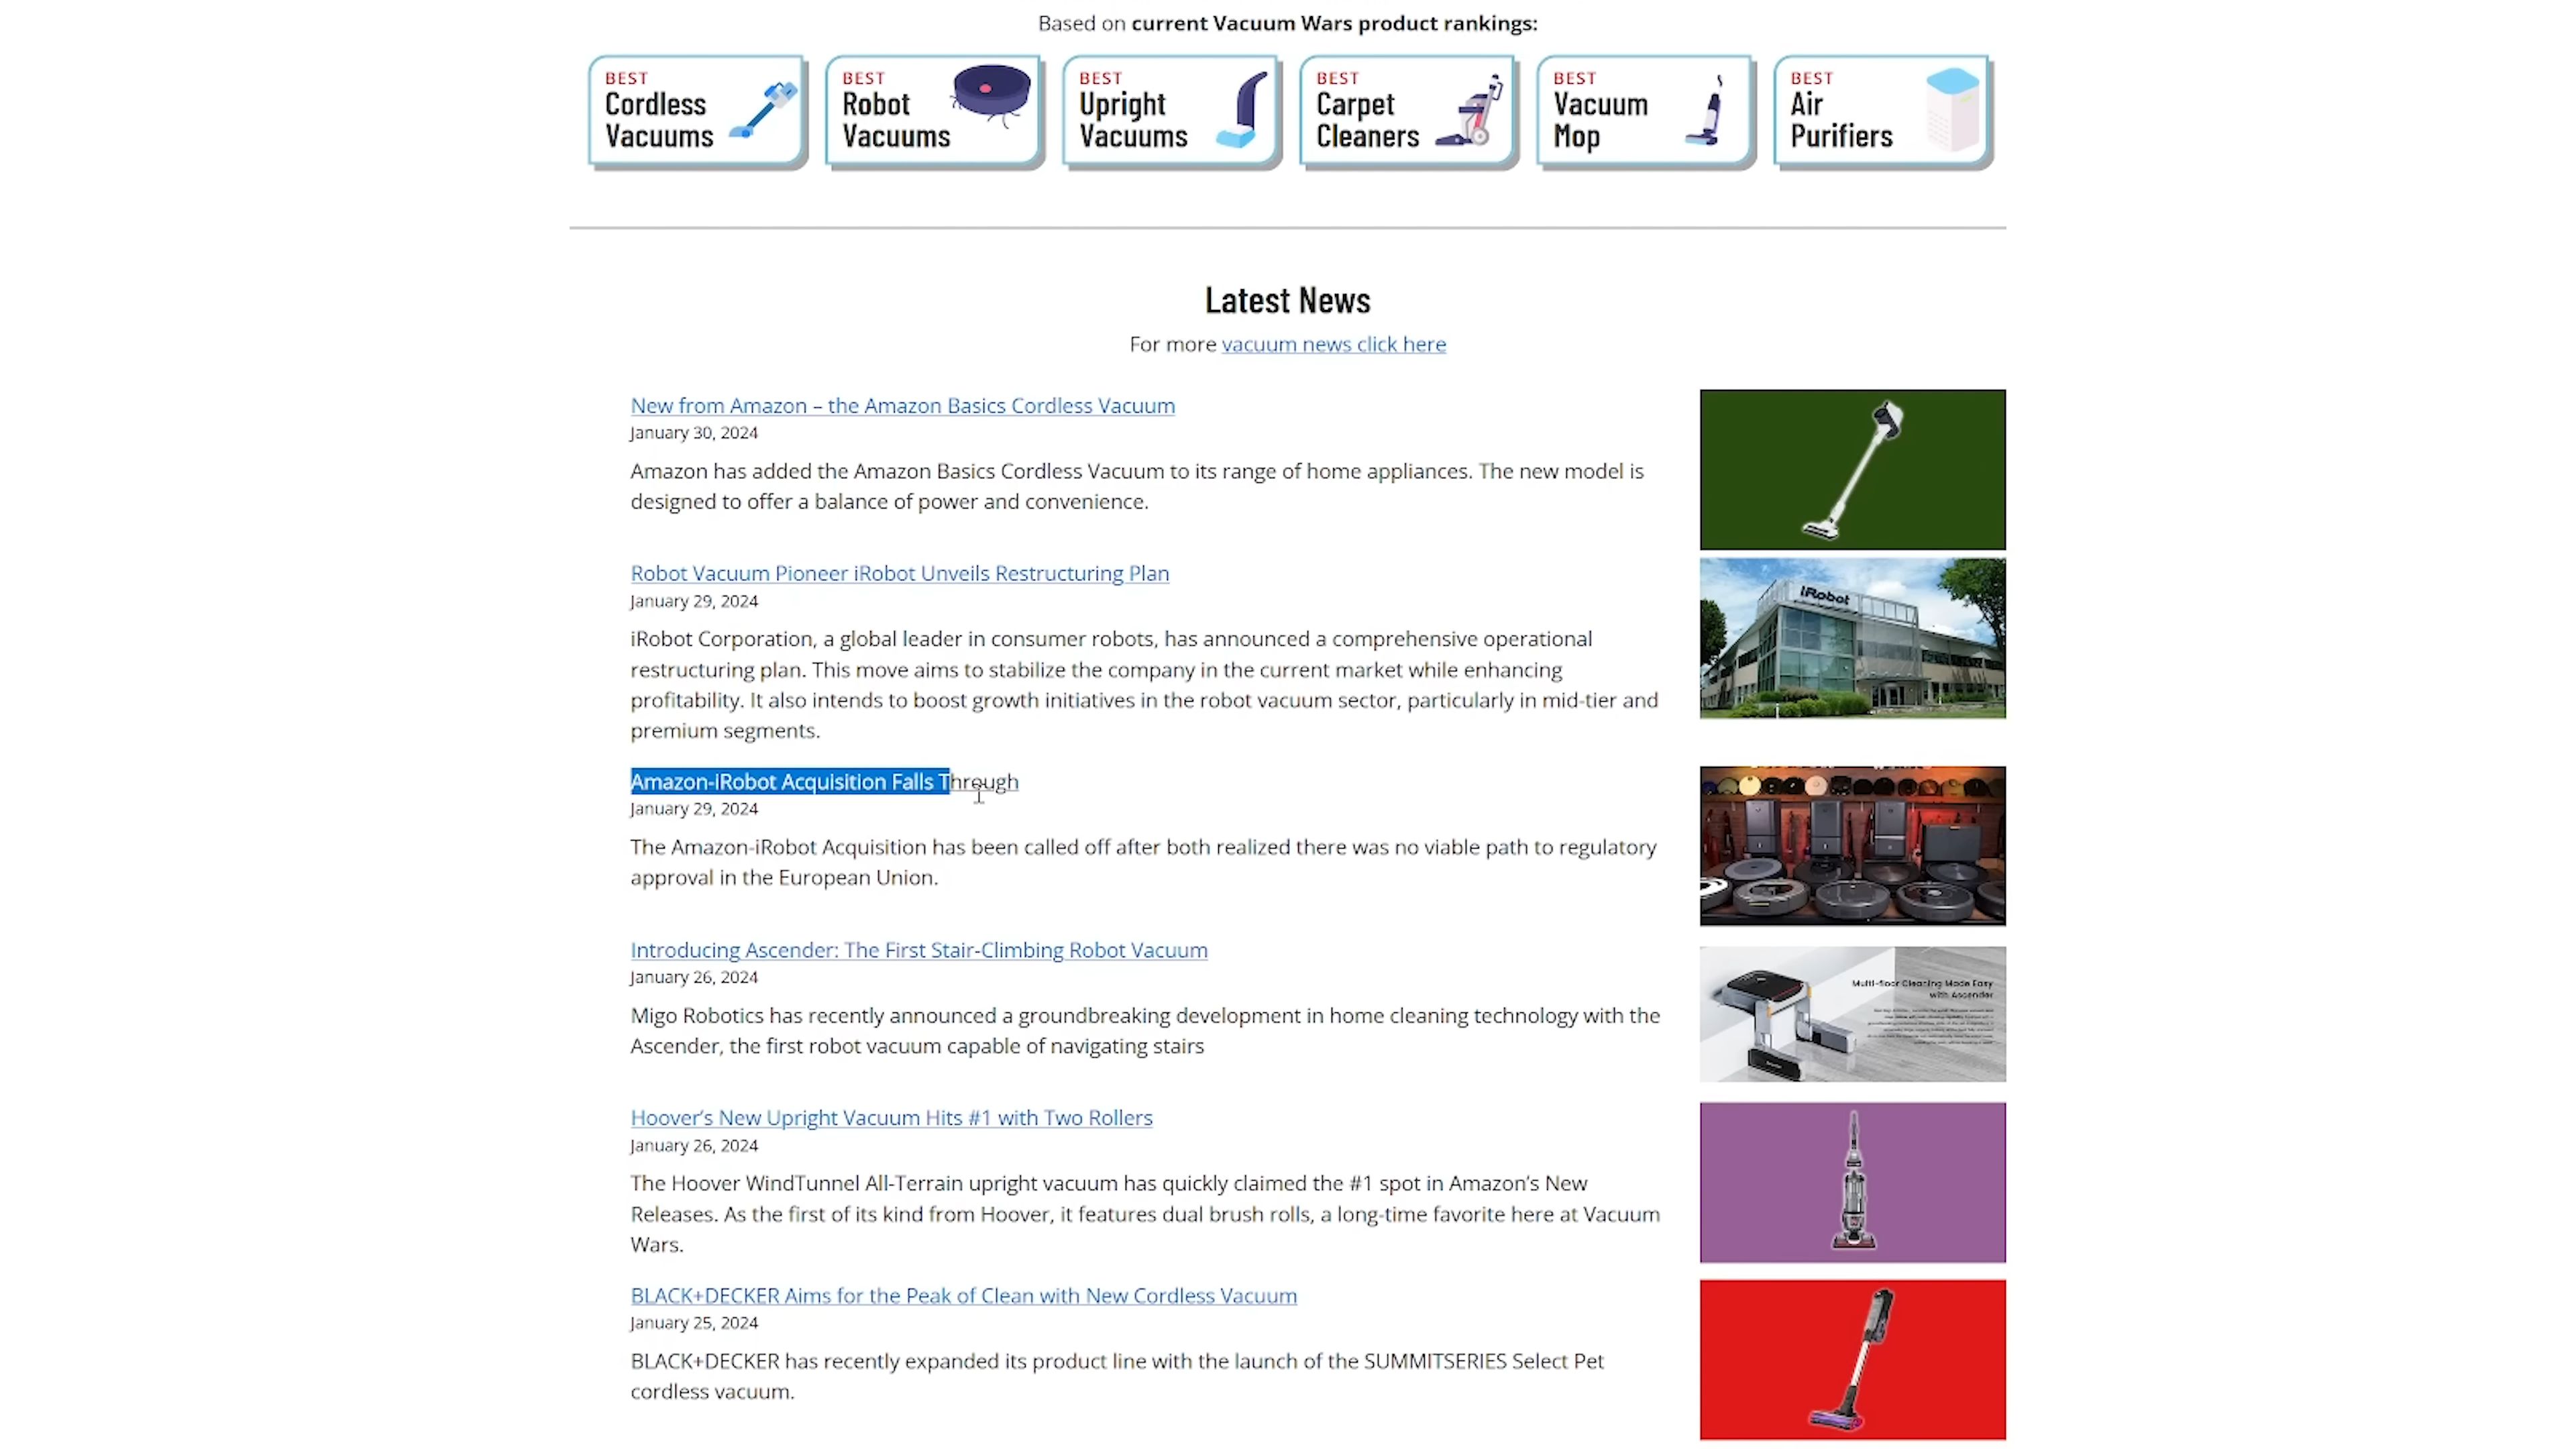 Based on current Vacuum Wars product rankings:
BEST
Cordless
Vacuums
BEST
Robot
Vacuums
BEST
Upright
Vacuums
BEST
Carpet
Cleaners
BEST
Vacuum
Mop
BEST
Air
Purifiers
Latest News
For more vacuum news click here
New from Amazon – the Amazon Basics Cordless Vacuum
January 30, 2024
Amazon has added the Amazon Basics Cordless Vacuum to its range of home appliances. The new model is
designed to offer a balance of power and convenience.
Robot Vacuum Pioneer iRobot Unveils Restructuring Plan
January 29, 2024
iRobot Corporation, a global leader in consumer robots, has announced a comprehensive operational
restructuring plan. This move aims to stabilize the company in the current market while enhancing
profitability. It also intends to boost growth initiatives in the robot vacuum sector, particularly in mid-tier and
premium segments.
iRobot
Amazon-iRobot Acquisition Falls Through
January 29, 2024
The Amazon-iRobot Acquisition has been called off after both realized there was no viable path to regulatory
approval in the European Union.
Introducing Ascender: The First Stair-Climbing Robot Vacuum
January 26, 2024
Migo Robotics has recently announced a groundbreaking development in home cleaning technology with the
Ascender, the first robot vacuum capable of navigating stairs
Multi-floor Cleaning Made Easy
with Ascender
Hoover’s New Upright Vacuum Hits #1 with Two Rollers
January 26, 2024
The Hoover WindTunnel All-Terrain upright vacuum has quickly claimed the #1 spot in Amazon’s New
Releases. As the first of its kind from Hoover, it features dual brush rolls, a long-time favorite here at Vacuum
Wars.
BLACK+DECKER Aims for the Peak of Clean with New Cordless Vacuum
January 25, 2024
BLACK+DECKER has recently expanded its product line with the launch of the SUMMITSERIES Select Pet
cordless vacuum.